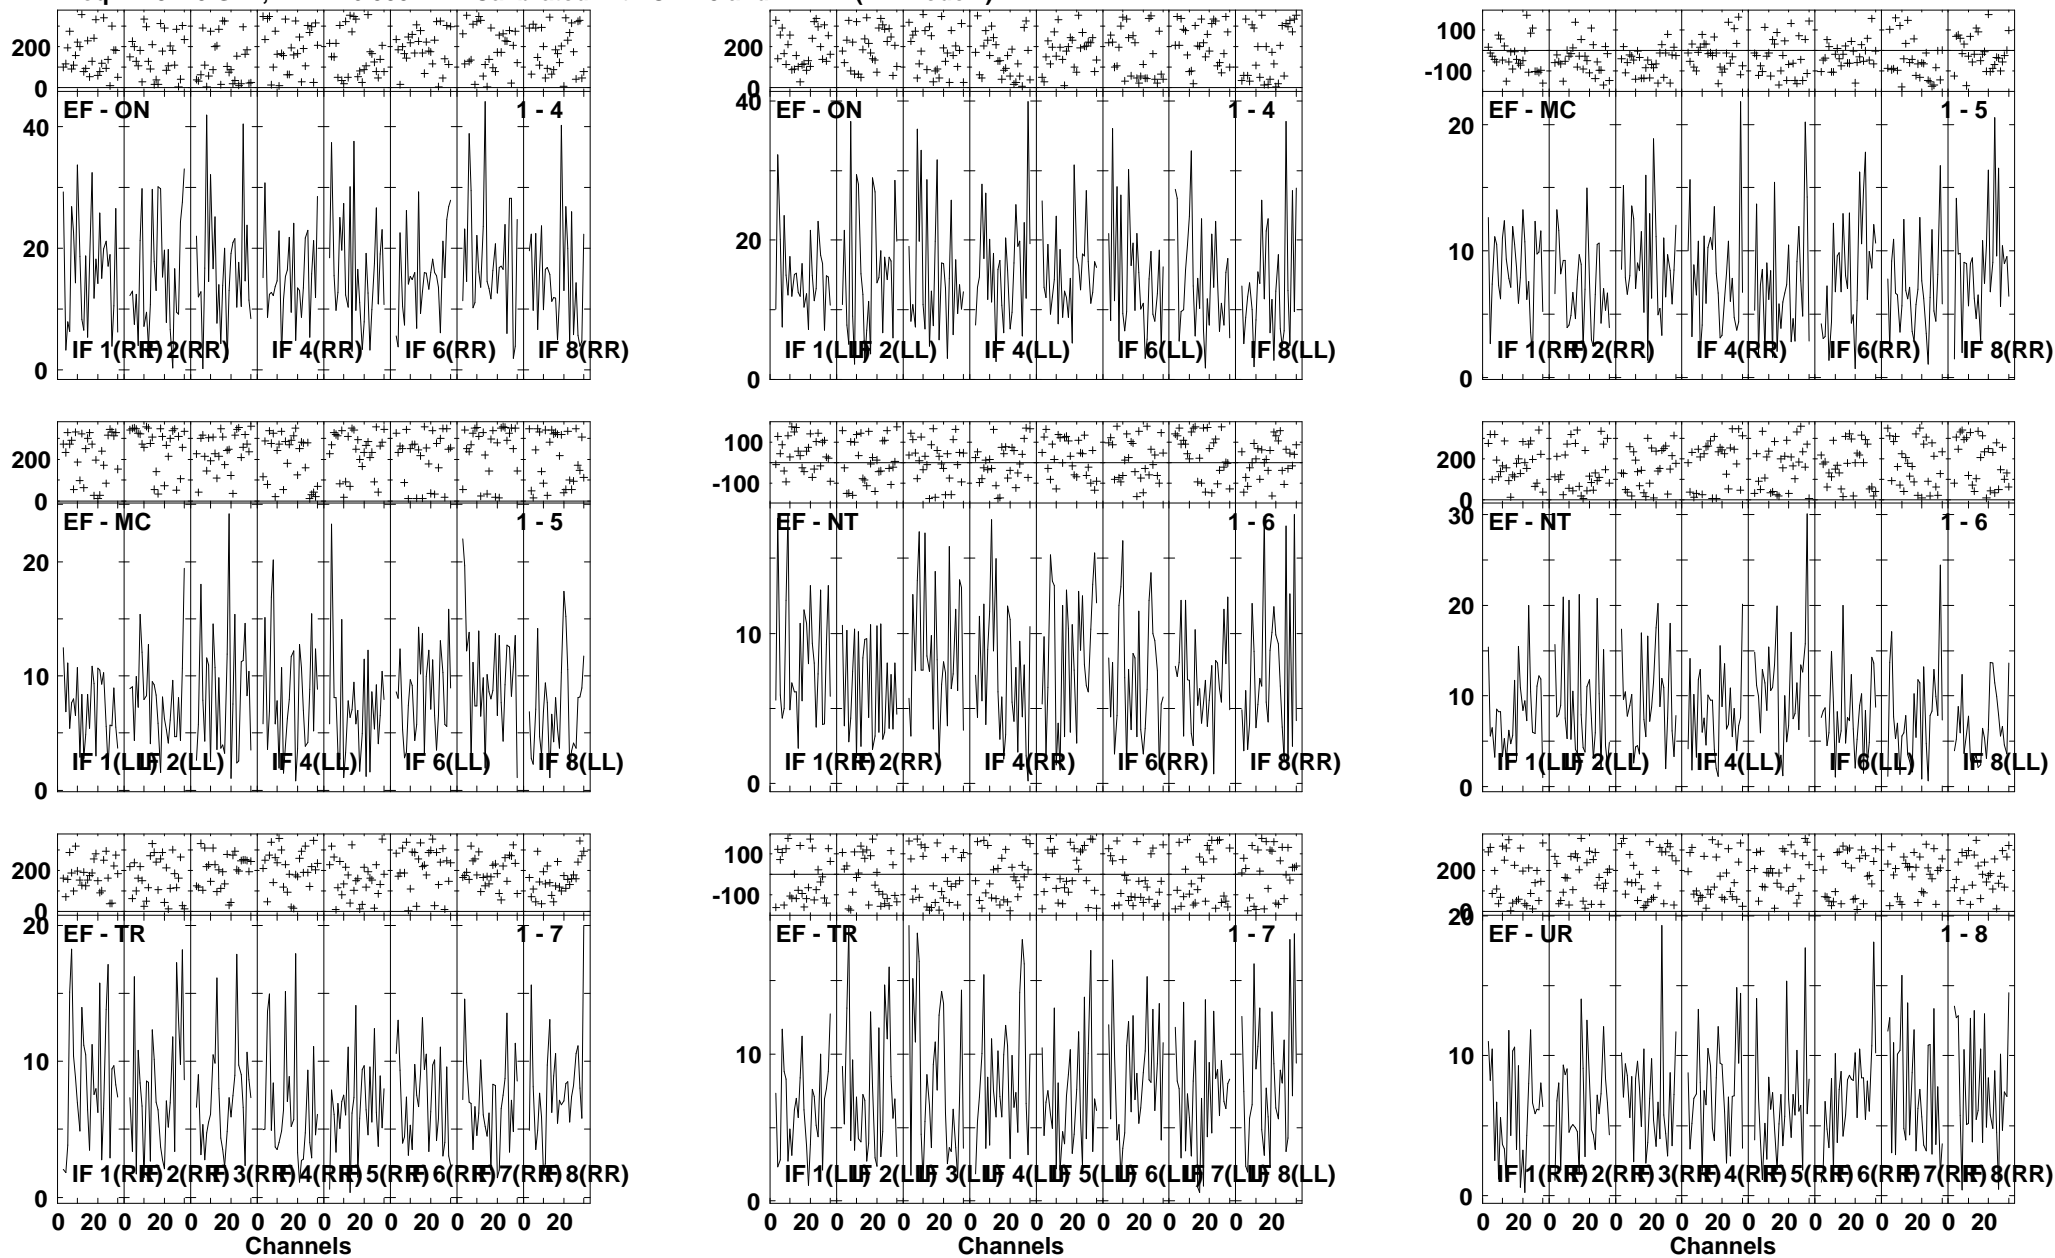 200
0
EF - ON 1 - 4
40
20
0
IF 1(RR) IF 2(RR) IF 4(RR) IF 6(RR) IF 8(RR)
200
0
EF - ON 1 - 4
40
20
0
IF 1(LL) IF 2(LL) IF 4(LL) IF 6(LL) IF 8(LL)
100
-100
EF - MC 1 - 5
20
10
0
IF 1(RR) IF 2(RR) IF 4(RR) IF 6(RR) IF 8(RR)
200
0
EF - MC 1 - 5
20
10
0
IF 1(LL) IF 2(LL) IF 4(LL) IF 6(LL) IF 8(LL)
100
-100
EF - NT 1 - 6
10
0
IF 1(RR) IF 2(RR) IF 4(RR) IF 6(RR) IF 8(RR)
200
0
EF - NT 1 - 6
30
20
10
0
IF 1(LL) IF 2(LL) IF 4(LL) IF 6(LL) IF 8(LL)
200
0
EF - TR 1 - 7
20
10
0
IF 1(RR) IF 2(RR) IF 3(RR) IF 4(RR) IF 5(RR) IF 6(RR) IF 7(RR) IF 8(RR)
0 20 0 20 0 20 0 20 0 20 0 20 0 20 0 20
Channels
100
-100
EF - TR 1 - 7
10
0
IF 1(LL) IF 2(LL) IF 3(LL) IF 4(LL) IF 5(LL) IF 6(LL) IF 7(LL) IF 8(LL)
0 20 0 20 0 20 0 20 0 20 0 20 0 20 0 20
Channels
200
0
EF - UR 1 - 8
20
10
0
IF 1(RR) IF 2(RR) IF 3(RR) IF 4(RR) IF 5(RR) IF 6(RR) IF 7(RR) IF 8(RR)
0 20 0 20 0 20 0 20 0 20 0 20 0 20 0 20
Channels